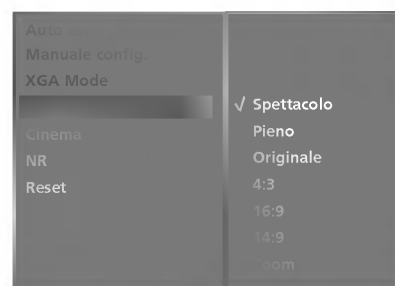 Auto
Manuale config.
XGA Mode
Cinema
NR
Reset
√ Spettacolo
Pieno
Originale
4:3
16:9
14:9